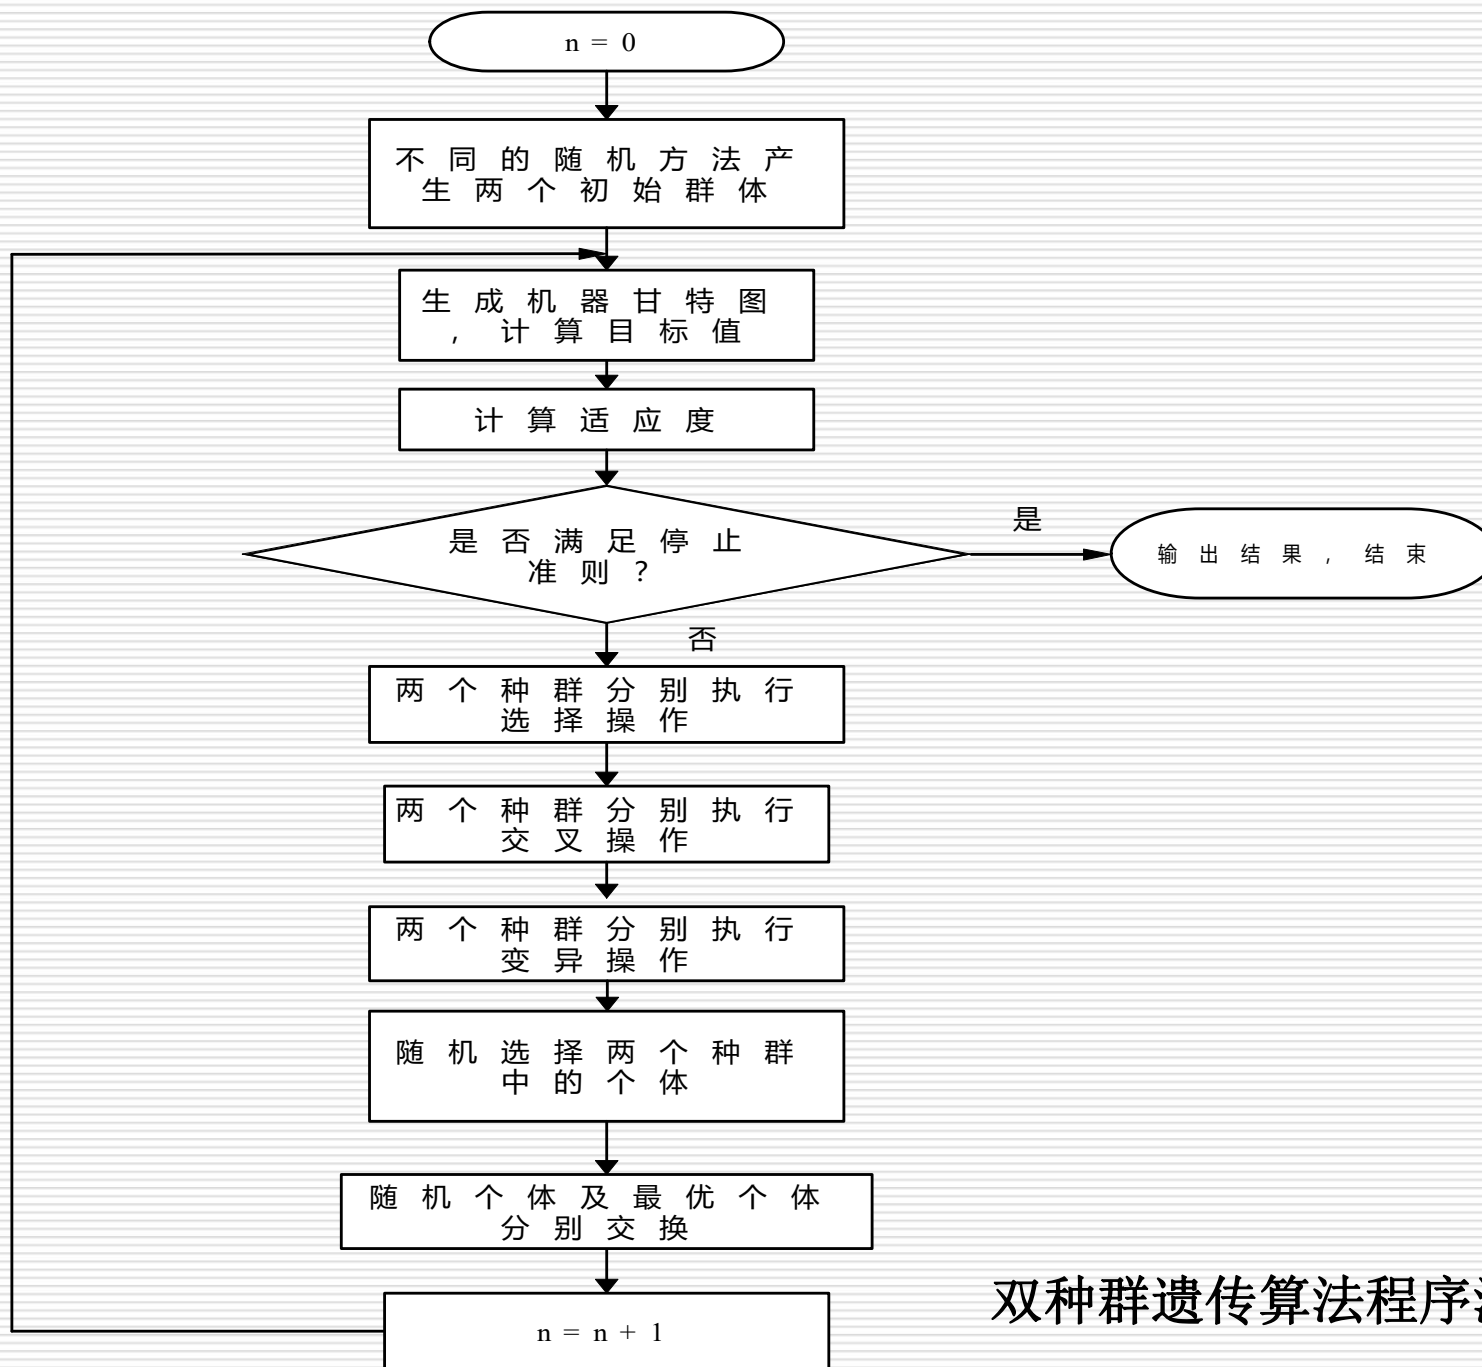 n = 0
不同的随机方法产
生两个初始群体
生成机器甘特图
，计算目标值
计算适应度
是否满足停止
准则？
是
输出结果，结束
否
两个种群分别执行
选择操作
两个种群分别执行
交叉操作
两个种群分别执行
变异操作
随机选择两个种群
中的个体
随机个体及最优个体
分别交换
双种群遗传算法程序
n = n + 1